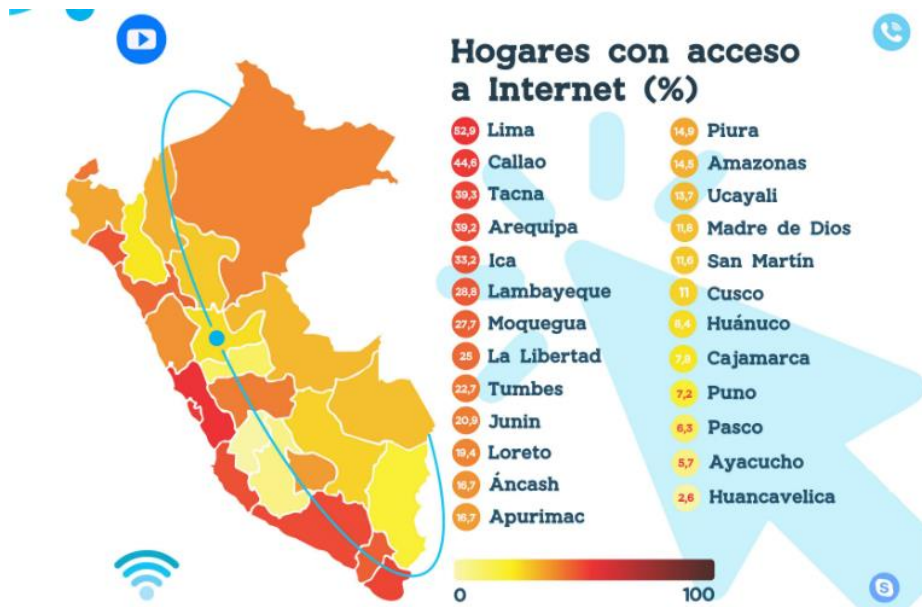 Hogares con acceso
a Internet (%)
52,9 Lima
44,6 Callao
39,3 Tacna
39,2 Arequipa
33,2 Ica
28,8 Lambayeque
27,7 Moquegua
25 La Libertad
22,7 Tumbes
20,9 Junin
19,4 Loreto
16,7 Áncash
16,7 Apurimac
14,9 Piura
14,5 Amazonas
13,7 Ucayali
11,8 Madre de Dios
11,6 San Martín
11 Cusco
8,4 Huánuco
7,8 Cajamarca
7,2 Puno
6,3 Pasco
5,7 Ayacucho
2,6 Huancavelica
0 100